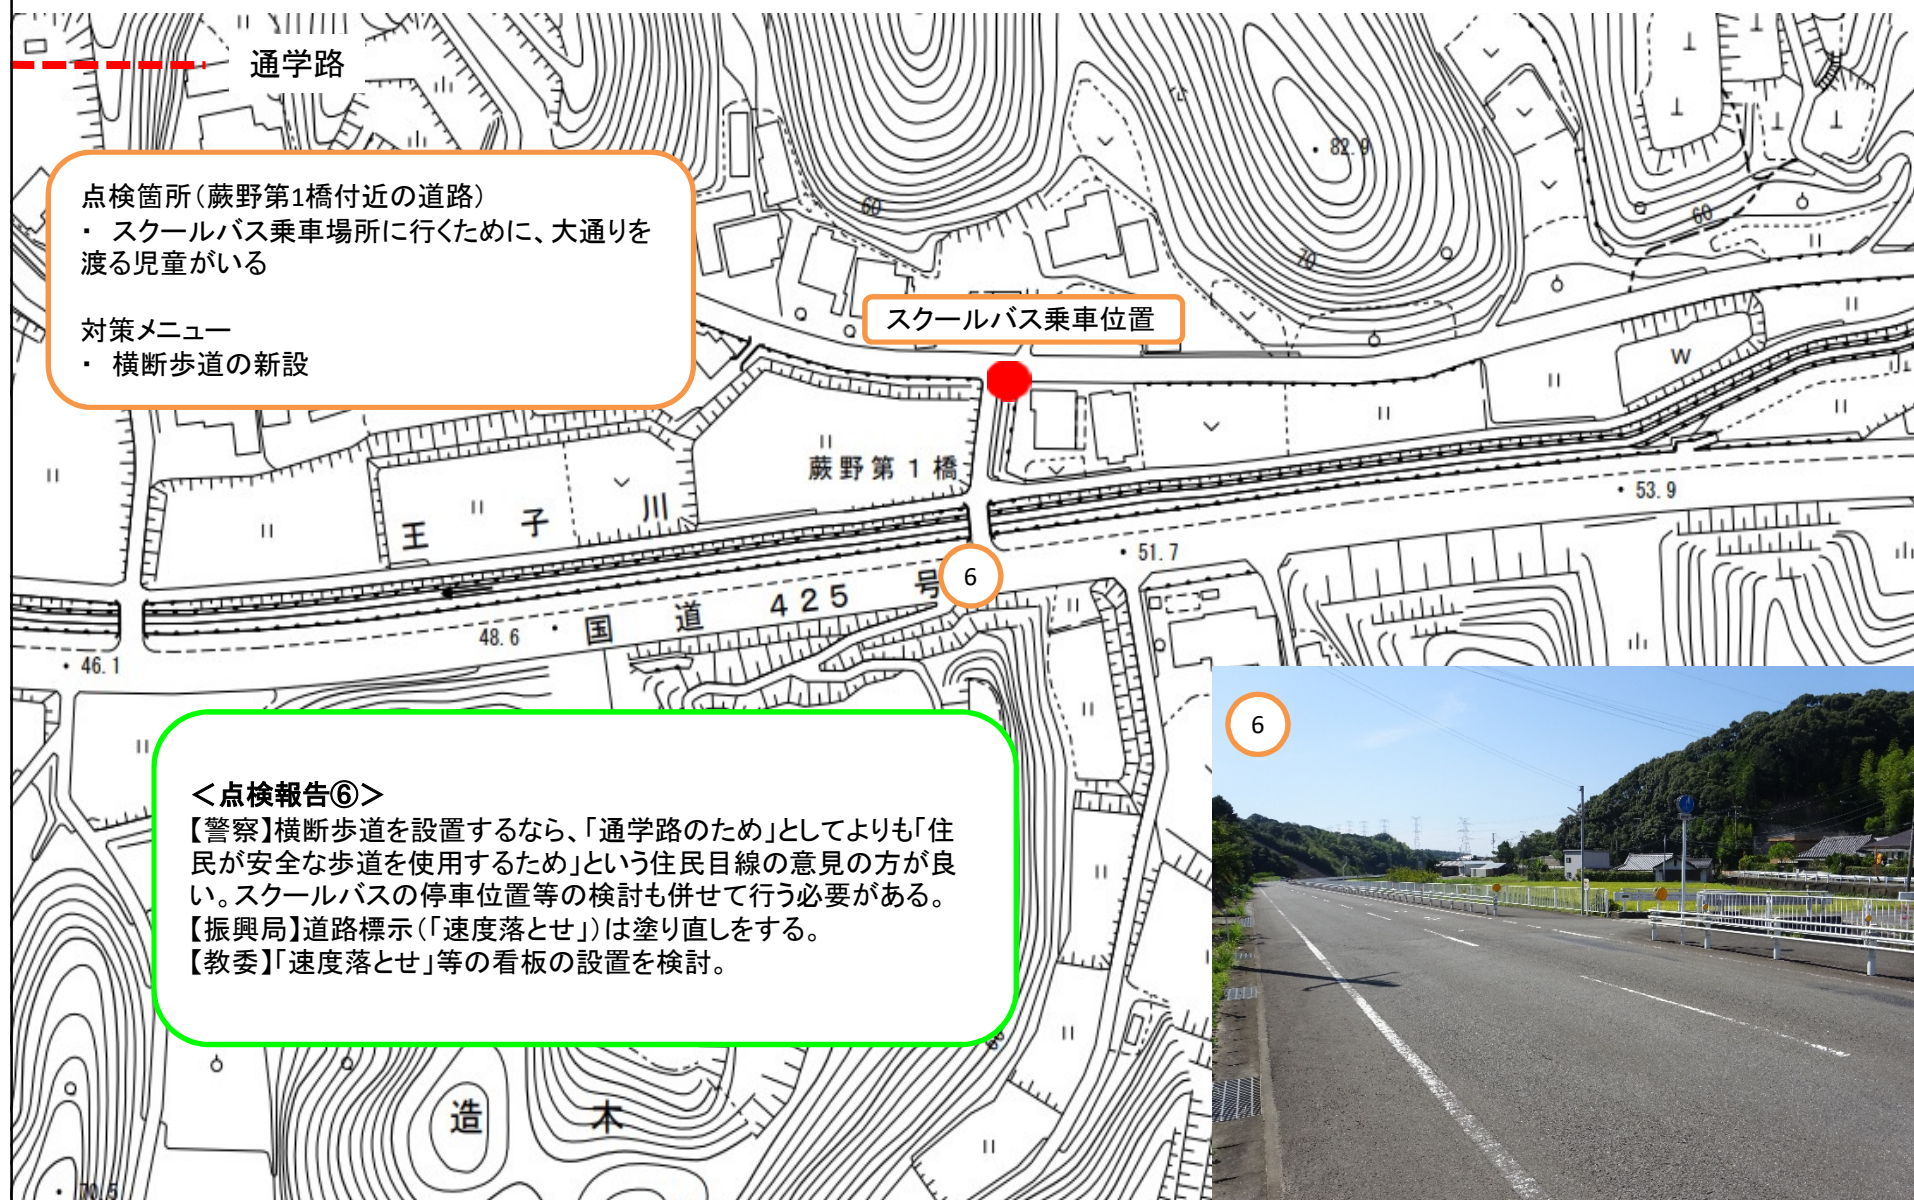 通学路
点検箇所(蕨野第1橋付近の道路)
・ スクールバス乗車場所に行くために、大通りを
渡る児童がいる
対策メニュー
・ 横断歩道の新設
スクールバス乗車位置
82.9
60
60
70
W
蕨野第1橋
王子川
53.9
51.7
6
国道425号
48.6
46.1
6
<点検報告⑥>
【警察】横断歩道を設置するなら、「通学路のため」としてよりも「住
民が安全な歩道を使用するため」という住民目線の意見の方が良
い。スクールバスの停車位置等の検討も併せて行う必要がある。
【振興局】道路標示(「速度落とせ」)は塗り直しをする。
【教委】「速度落とせ」等の看板の設置を検討。
造本
70.5